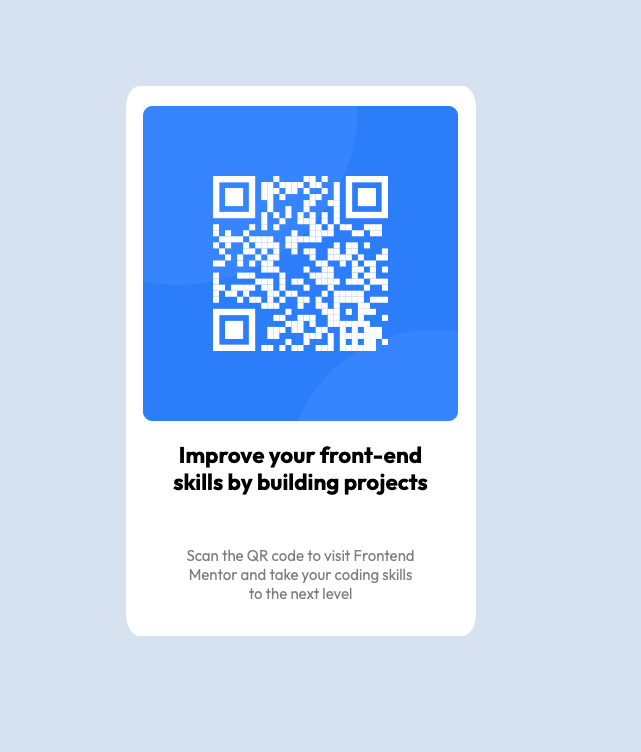 Improve your front-end
skills by building projects
Scan the QR code to visit Frontend
Mentor and take your coding skills
to the next level